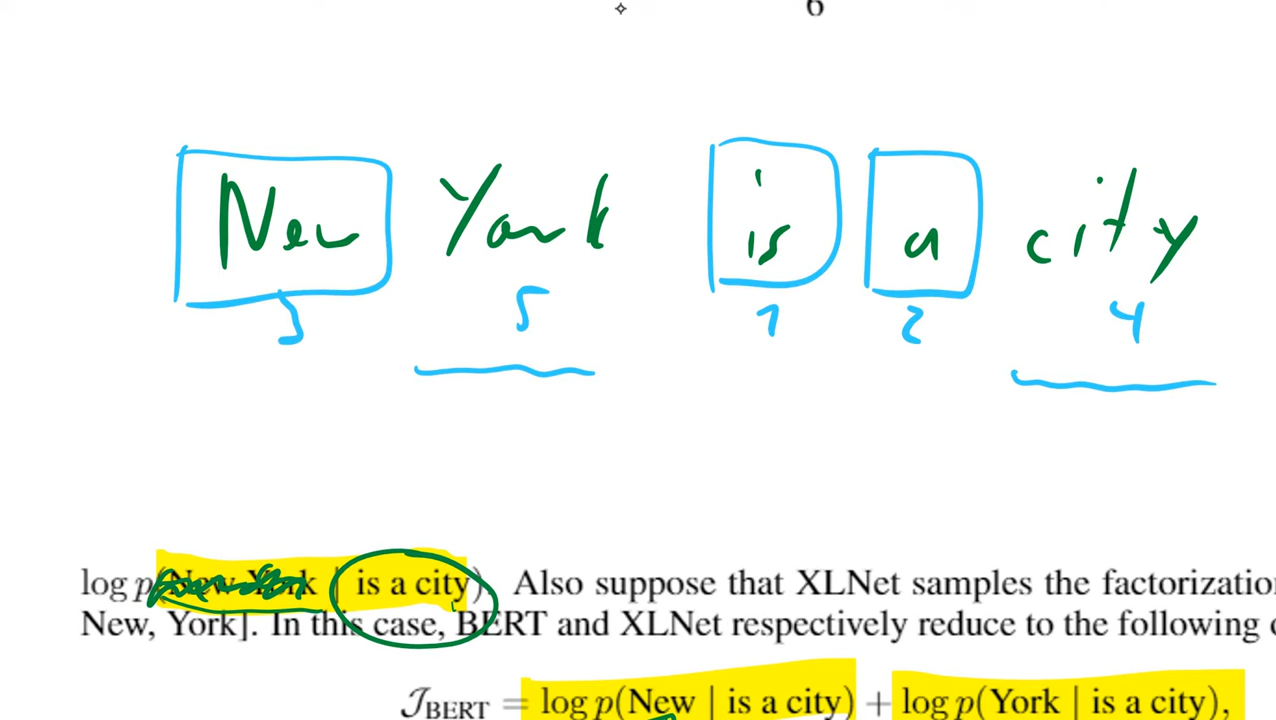 6
New York is a city
3 5 1 2 4
log p(New York | is a city) Also suppose that XLNet samples the factorizatio
New, York]. In this case, BERT and XLNet respectively reduce to the following o
𝒥BERT = log p(New | is a city) + log p(York | is a city),